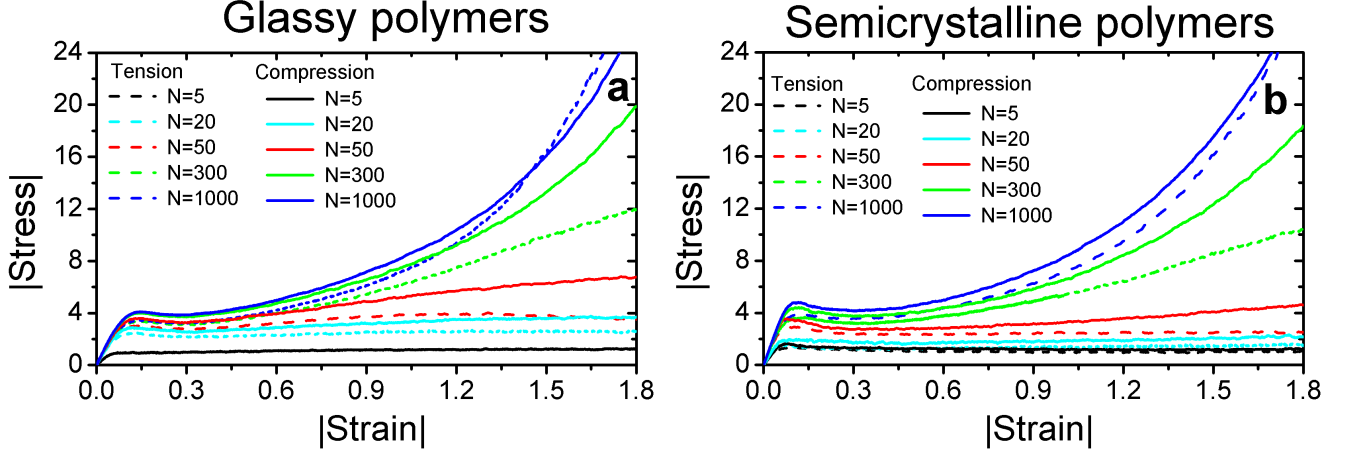 Glassy polymers
24
20
16
12
8
4
0
|Stress|
Tension
N=5
N=20
N=50
N=300
N=1000
Compression
N=5
N=20
N=50
N=300
N=1000
a
0.0
0.3
0.6
0.9
1.2
1.5
1.8
|Strain|
Semicrystalline polymers
24
20
16
12
8
4
0
|Stress|
Tension
N=5
N=20
N=50
N=300
N=1000
Compression
N=5
N=20
N=50
N=300
N=1000
b
0.0
0.3
0.6
0.9
1.2
1.5
1.8
|Strain|